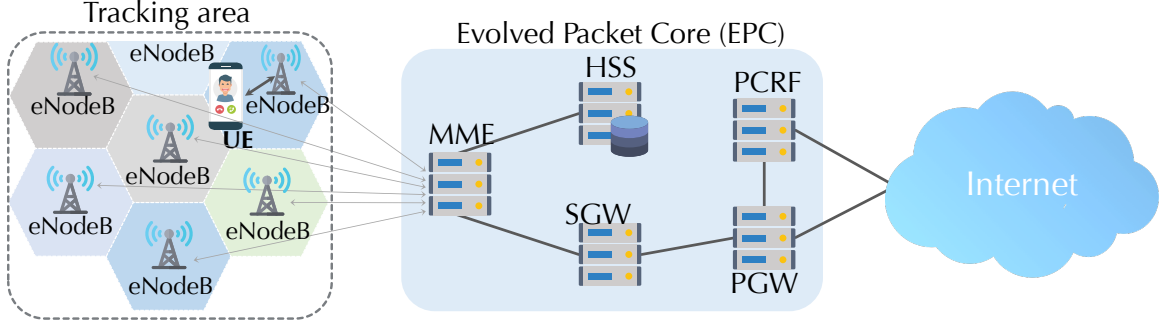 Tracking area
Evolved Packet Core (EPC)
eNodeB
eNodeB
eNodeB
UE
eNodeB
eNodeB
eNodeB
eNodeB
MME
HSS
PCRF
SGW
PGW
Internet